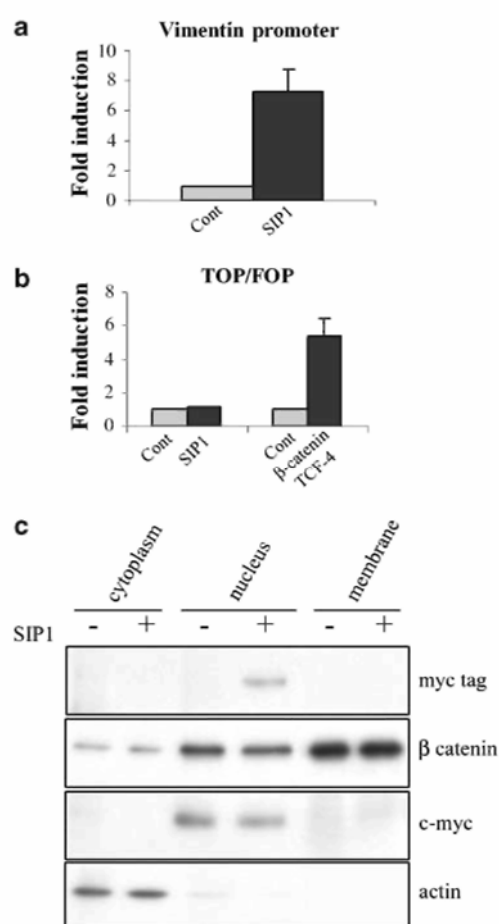 a
Vimentin promoter
Fold induction
10
8
6
4
2
0
Cont
SIP1
b
TOP/FOP
Fold induction
8
6
4
2
0
Cont
SIP1
Cont
β-catenin
TCF-4
c
cytoplasm
nucleus
membrane
SIP1 - + - + - +
myc tag
β catenin
c-myc
actin